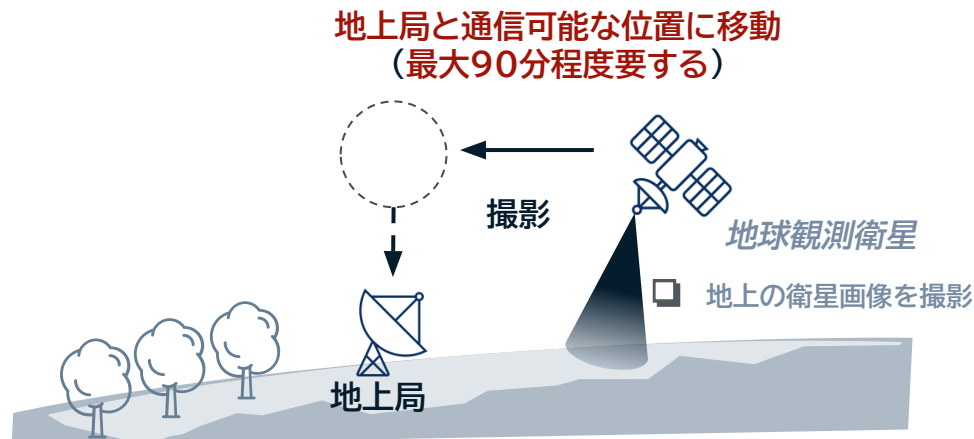 地上局と通信可能な位置に移動
（最大90分程度要する）
撮影
地球観測衛星
❏ 地上の衛星画像を撮影
地上局